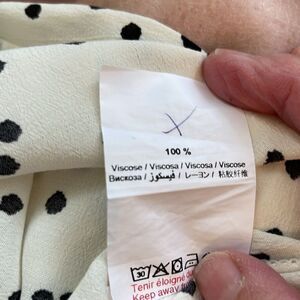 X
100 %
Viscose / Viscosa / Viscosa / Viscose
Вискоза / فيسكوز / レーヨン / 粘胶纤维
30
Tenir éloigné d
Keep away